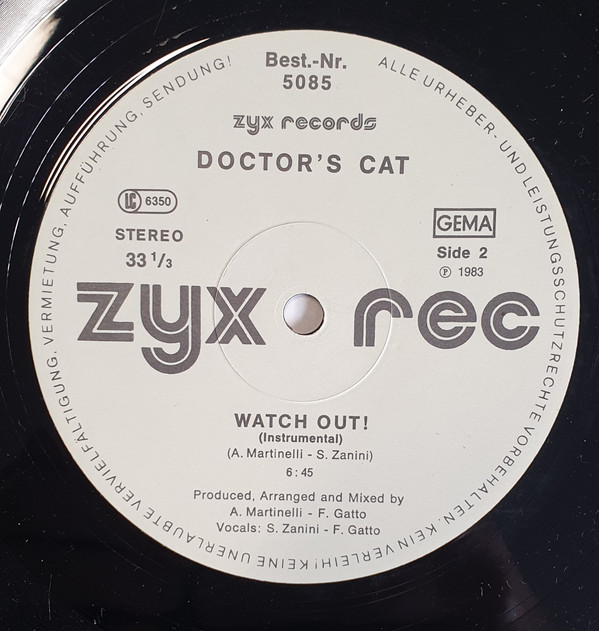 Best.-Nr.
5085
zyx records
DOCTOR'S CAT
LC 6350
STEREO
33 1/3
GEMA
Side 2
Ⓟ 1983
zyx rec
WATCH OUT!
(Instrumental)
(A. Martinelli - S. Zanini)
6:45
Produced, Arranged and Mixed by
A. Martinelli - F. Gatto
Vocals: S. Zanini - F. Gatto
ALLE URHEBER- UND LEISTUNGSSCHUTZRECHTE VORBEHALTEN. KEIN VERLEIH! KEINE UNERLAUBTE VERVIELFÄLTIGUNG, VERMIETUNG, AUFFÜHRUNG, SENDUNG!